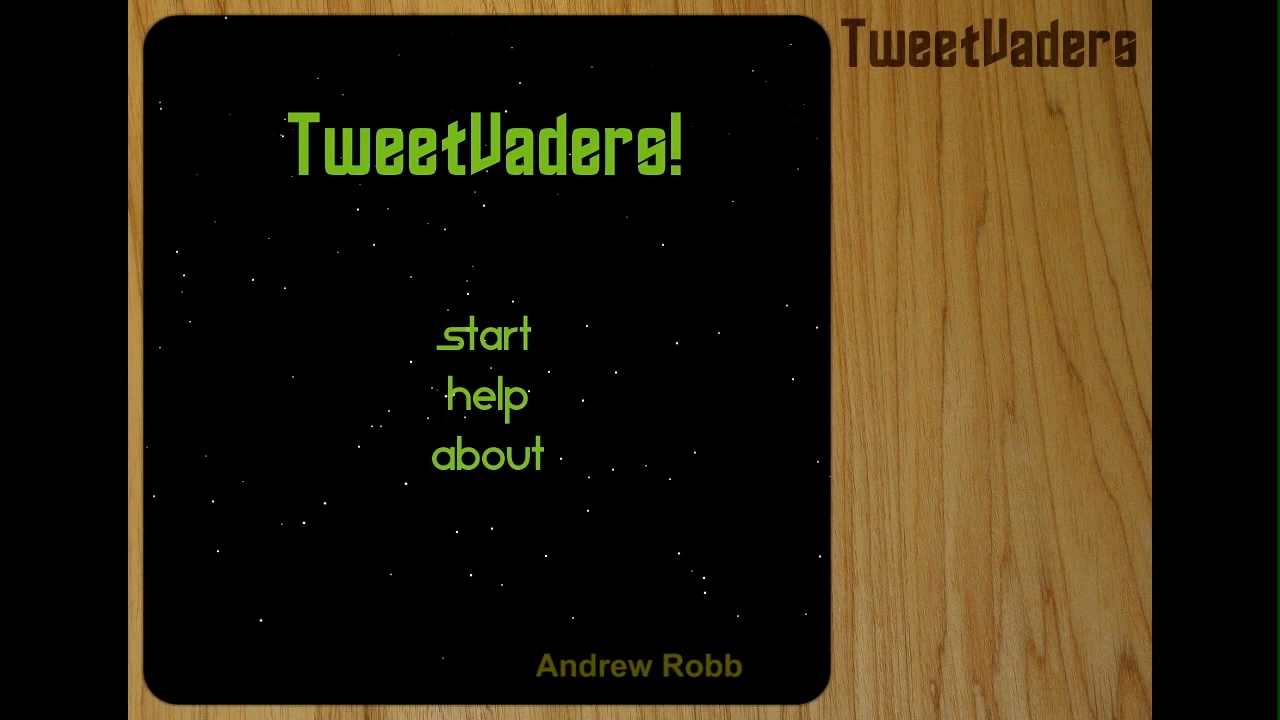 TweetVaders
TweetVaders!
start
help
about
Andrew Robb